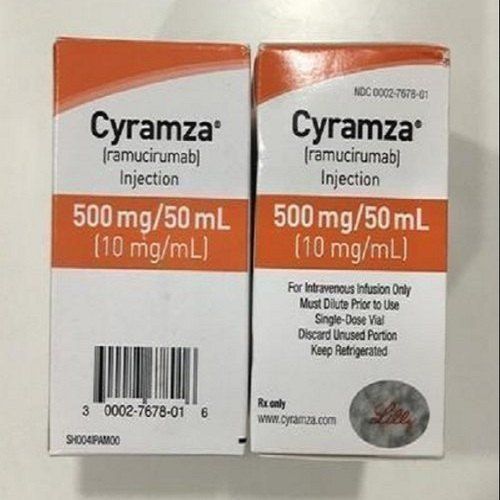 Cyramza®
(ramucirumab)
Injection
500 mg/50 mL
(10 mg/mL)
3 0002-7678-01 6
SH004IPAM00
NDC 0002-7678-01
Cyramza®
(ramucirumab)
Injection
500 mg/50 mL
(10 mg/mL)
For Intravenous Infusion Only
Must Dilute Prior to Use
Single-Dose Vial
Discard Unused Portion
Keep Refrigerated
Rx only
www.cyramza.com
Lilly